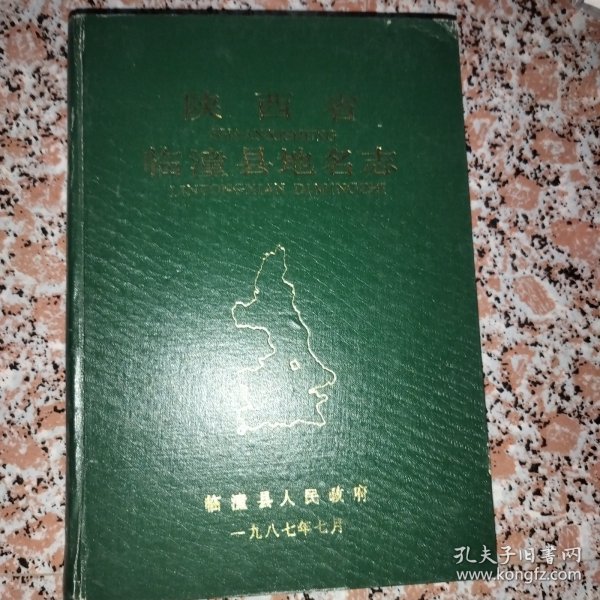 陕西省
SHANXISHENG
临潼县地名志
LINTONGXIAN DIMINGZHI
临潼县人民政府
一九八七年七月
孔夫子旧书网
www.kongfz.com